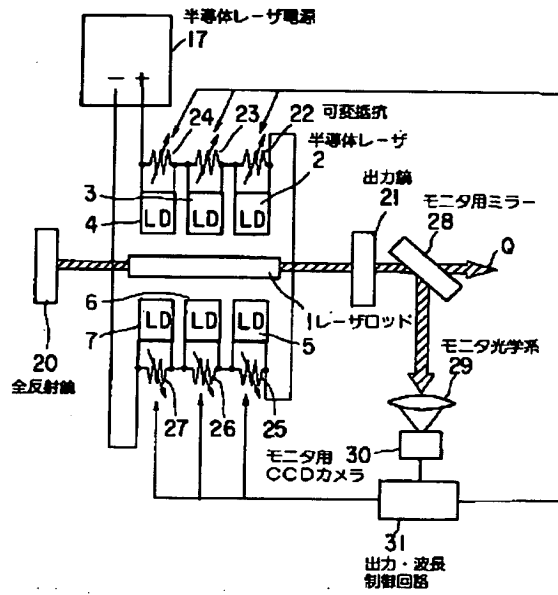 半導体レーザ電源
17
− +
24
23
22 可変抵抗
半導体レーザ
2
3
4
LD
LD
LD
出力鏡
21
モニタ用ミラー
28
Q
1 レーザロッド
20
全反射鏡
6
7
LD
LD
LD
5
27
26
25
モニタ光学系
29
モニタ用
CCDカメラ
30
31
出力・波長
制御回路